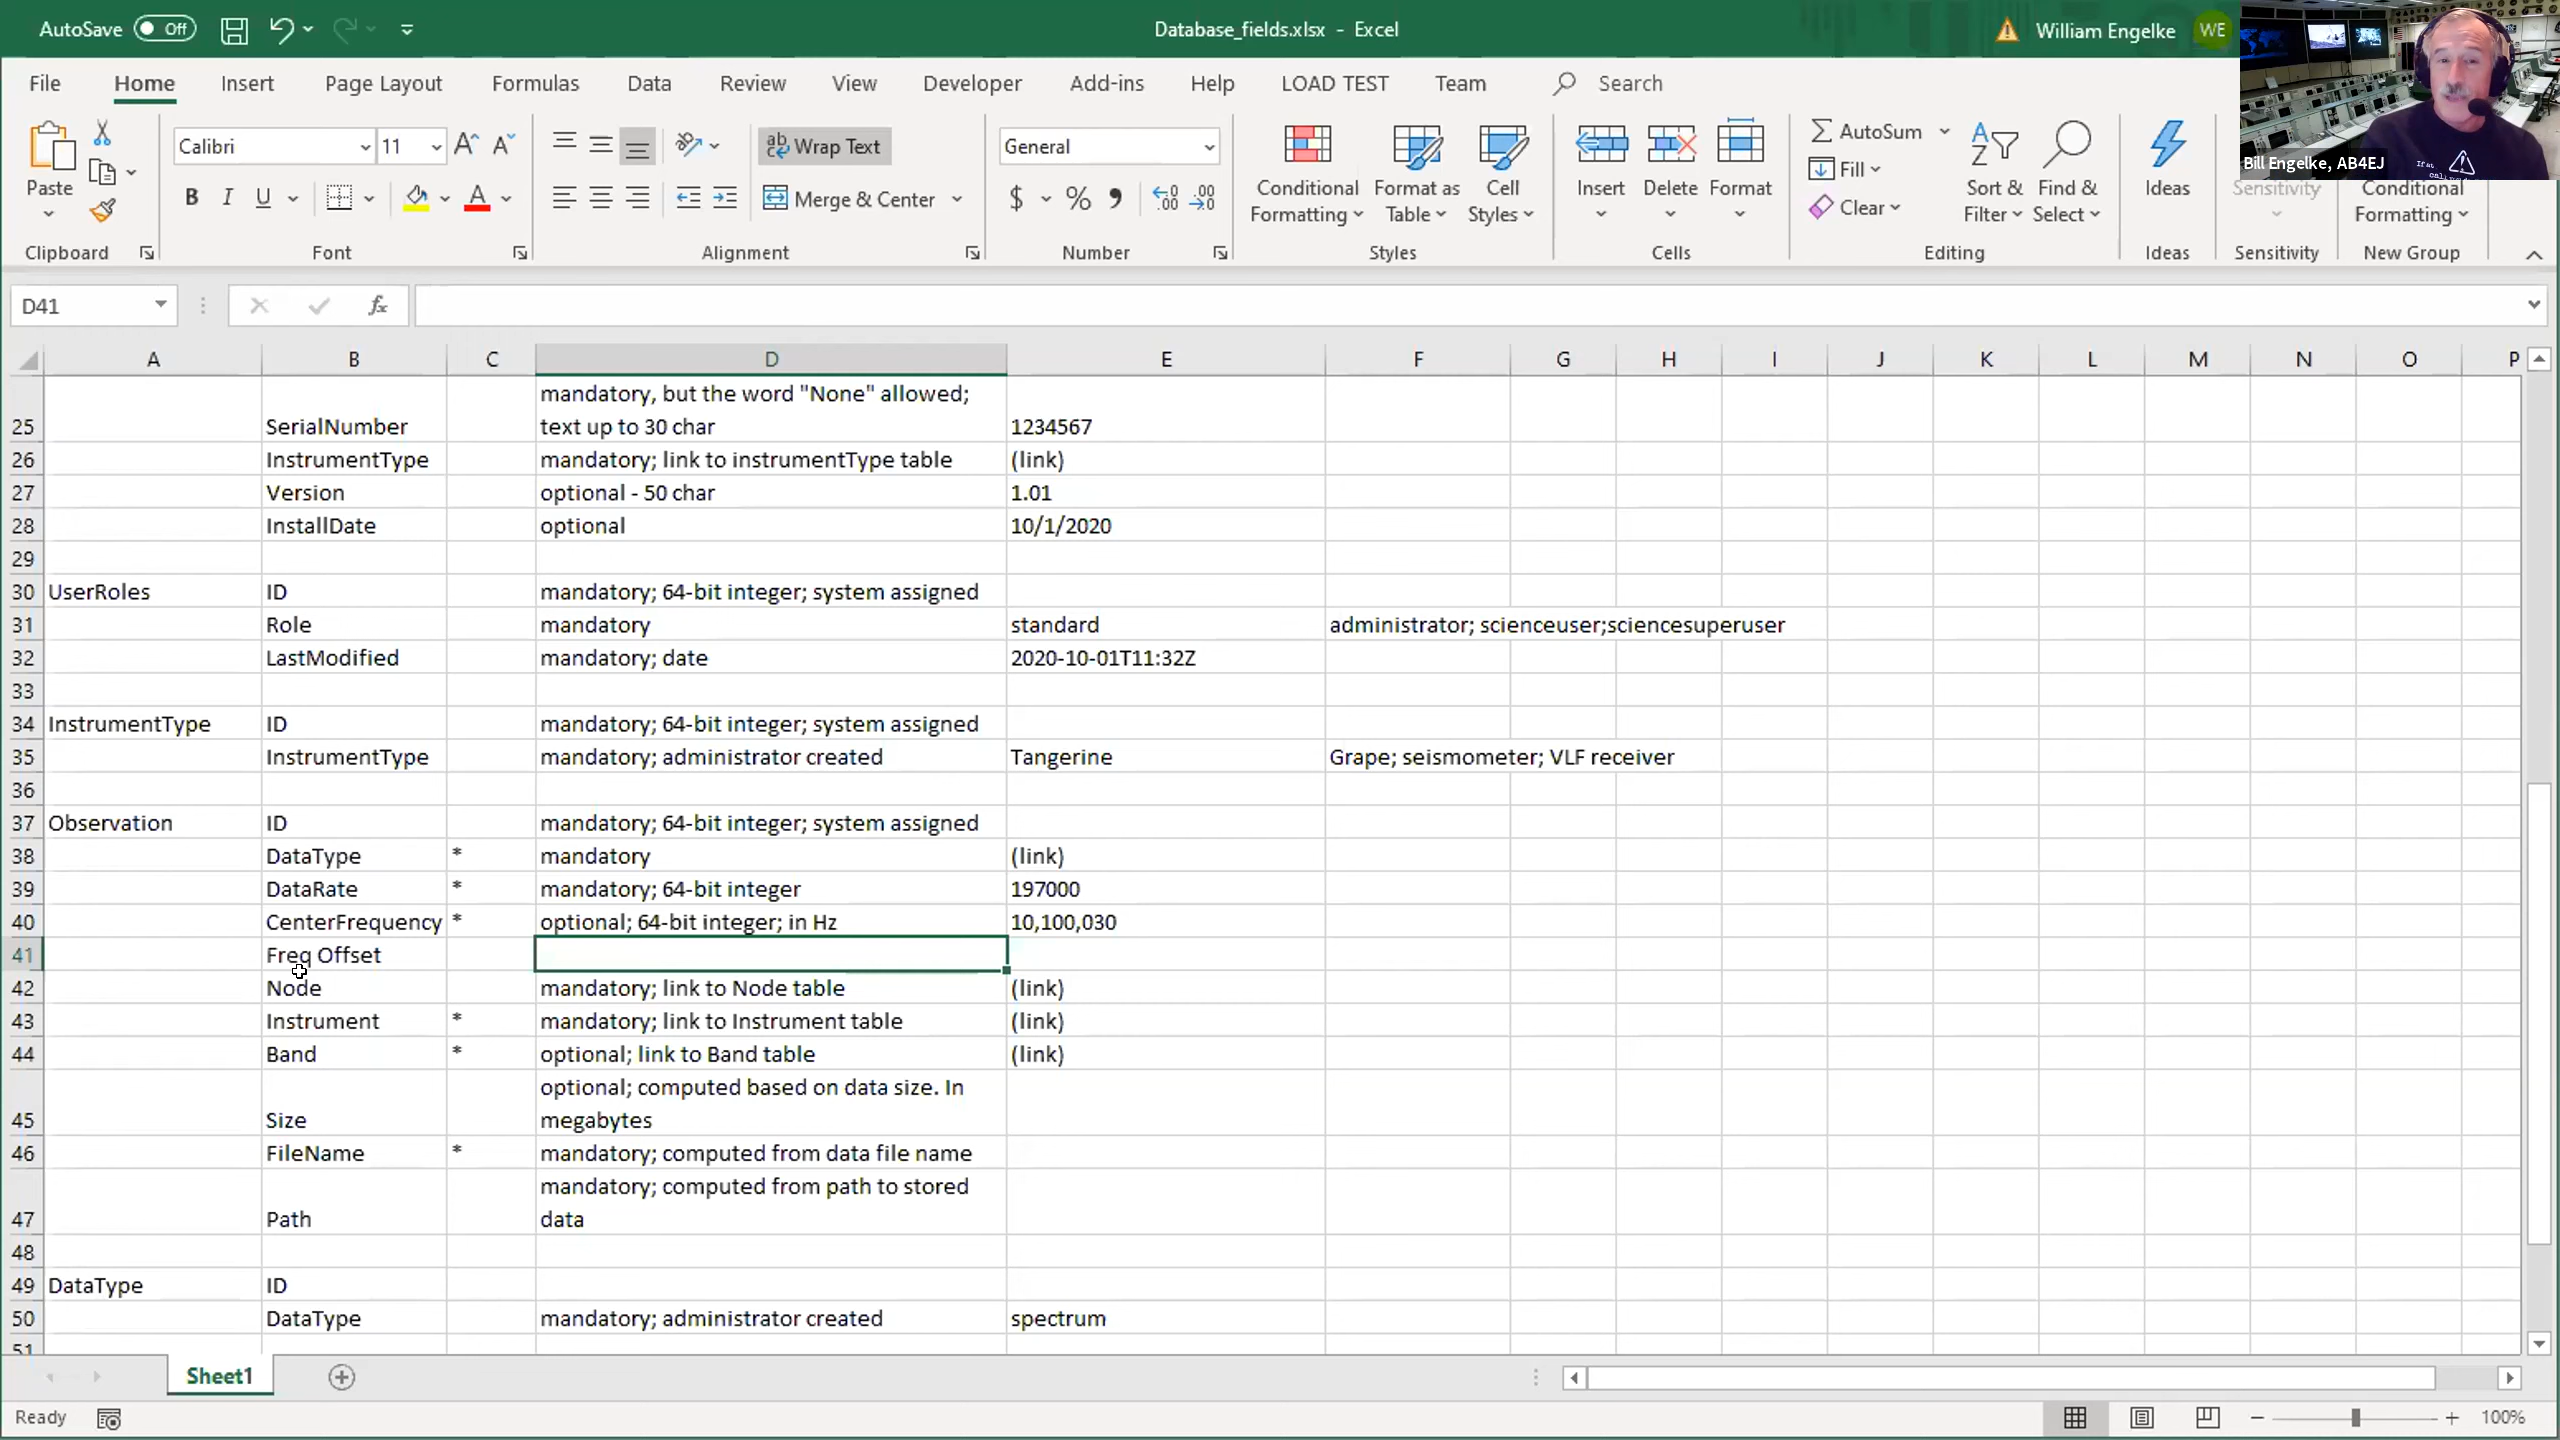 AutoSave Off
Database_fields.xlsx - Excel
William Engelke WE
File Home Insert Page Layout Formulas Data Review View Developer Add-ins Help LOAD TEST Team Search
Bill Engelke, AB4EJ
Paste
Clipboard
Calibri 11
B I U
Font
Wrap Text
Merge & Center
Alignment
General
$ % ,
Number
Conditional Formatting
Format as Table
Cell Styles
Styles
Insert
Delete
Format
Cells
AutoSum
Fill
Clear
Sort & Filter
Find & Select
Editing
Ideas
Ideas
Sensitivity
Sensitivity
Conditional Formatting
New Group
D41 fx
A B C D E F G H I J K L M N O P
25 SerialNumber mandatory, but the word "None" allowed; text up to 30 char 1234567
26 InstrumentType mandatory; link to instrumentType table (link)
27 Version optional - 50 char 1.01
28 InstallDate optional 10/1/2020
29
30 UserRoles ID mandatory; 64-bit integer; system assigned
31 Role mandatory standard administrator; scienceuser;sciencesuperuser
32 LastModified mandatory; date 2020-10-01T11:32Z
33
34 InstrumentType ID mandatory; 64-bit integer; system assigned
35 InstrumentType mandatory; administrator created Tangerine Grape; seismometer; VLF receiver
36
37 Observation ID mandatory; 64-bit integer; system assigned
38 DataType * mandatory (link)
39 DataRate * mandatory; 64-bit integer 197000
40 CenterFrequency * optional; 64-bit integer; in Hz 10,100,030
41 Freq Offset
42 Node mandatory; link to Node table (link)
43 Instrument * mandatory; link to Instrument table (link)
44 Band * optional; link to Band table (link)
45 Size optional; computed based on data size. In megabytes
46 FileName * mandatory; computed from data file name
47 Path mandatory; computed from path to stored data
48
49 DataType ID
50 DataType mandatory; administrator created spectrum
51
Sheet1
Ready
100%